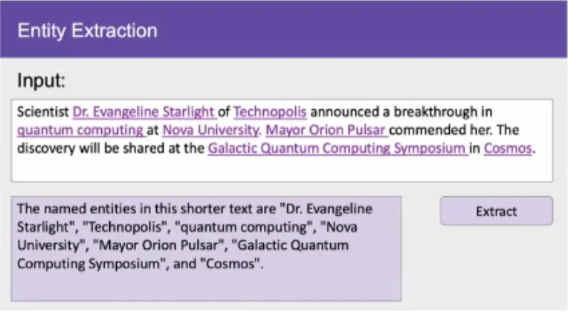 Entity Extraction
Input:
Scientist Dr. Evangeline Starlight of Technopolis announced a breakthrough in
quantum computing at Nova University. Mayor Orion Pulsar commended her. The
discovery will be shared at the Galactic Quantum Computing Symposium in Cosmos.
The named entities in this shorter text are "Dr. Evangeline
Starlight", "Technopolis", "quantum computing", "Nova
University", "Mayor Orion Pulsar", "Galactic Quantum
Computing Symposium", and "Cosmos".
Extract